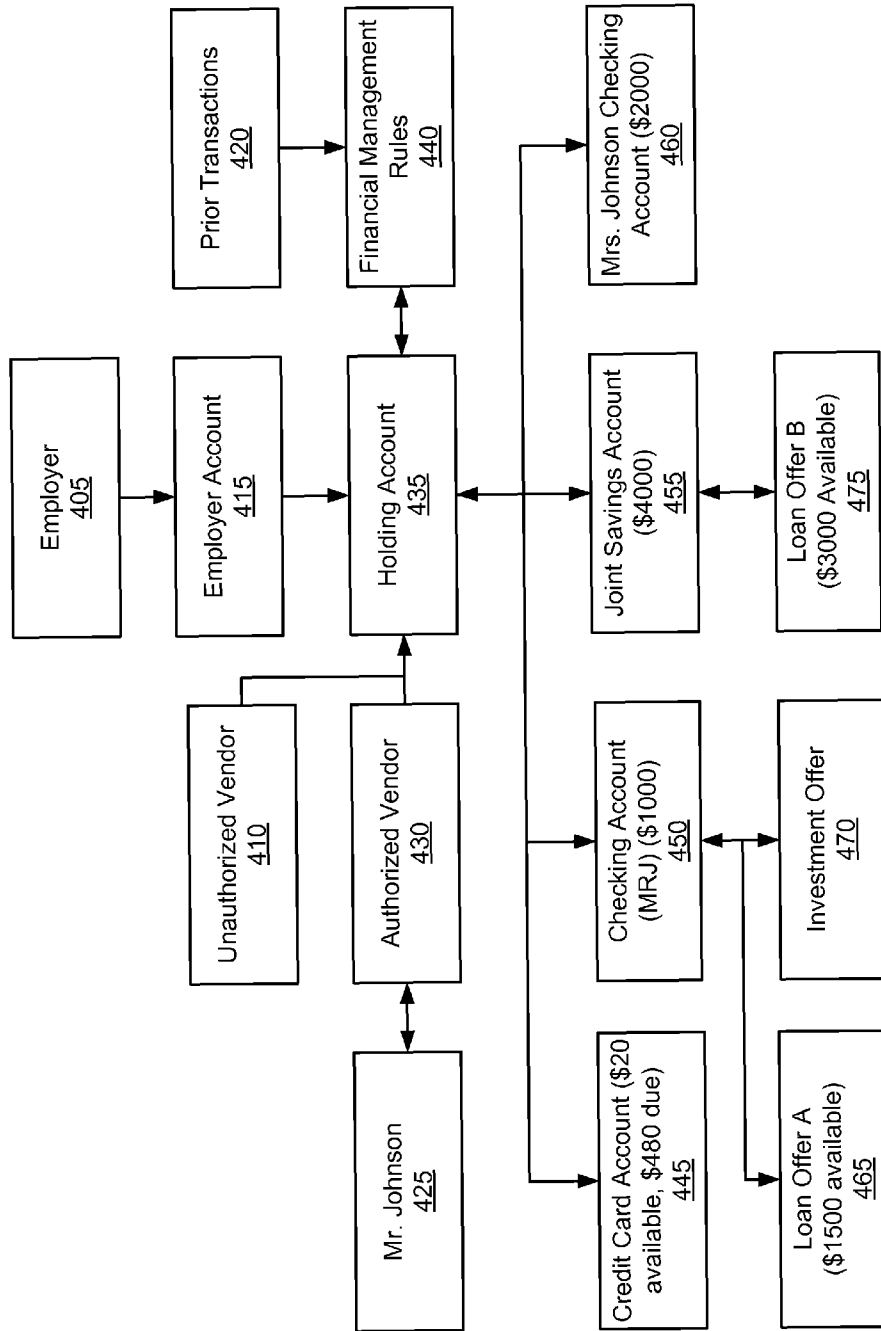 Employer
405
Unauthorized Vendor
410
Employer Account
415
Prior Transactions
420
Mr. Johnson
425
Authorized Vendor
430
Holding Account
435
Financial Management
Rules
440
Credit Card Account ($20
available, $480 due)
445
Checking Account
(MRJ) ($1000)
450
Joint Savings Account
($4000)
455
Mrs. Johnson Checking
Account ($2000)
460
Loan Offer A
($1500 available)
465
Investment Offer
470
Loan Offer B
($3000 Available)
475